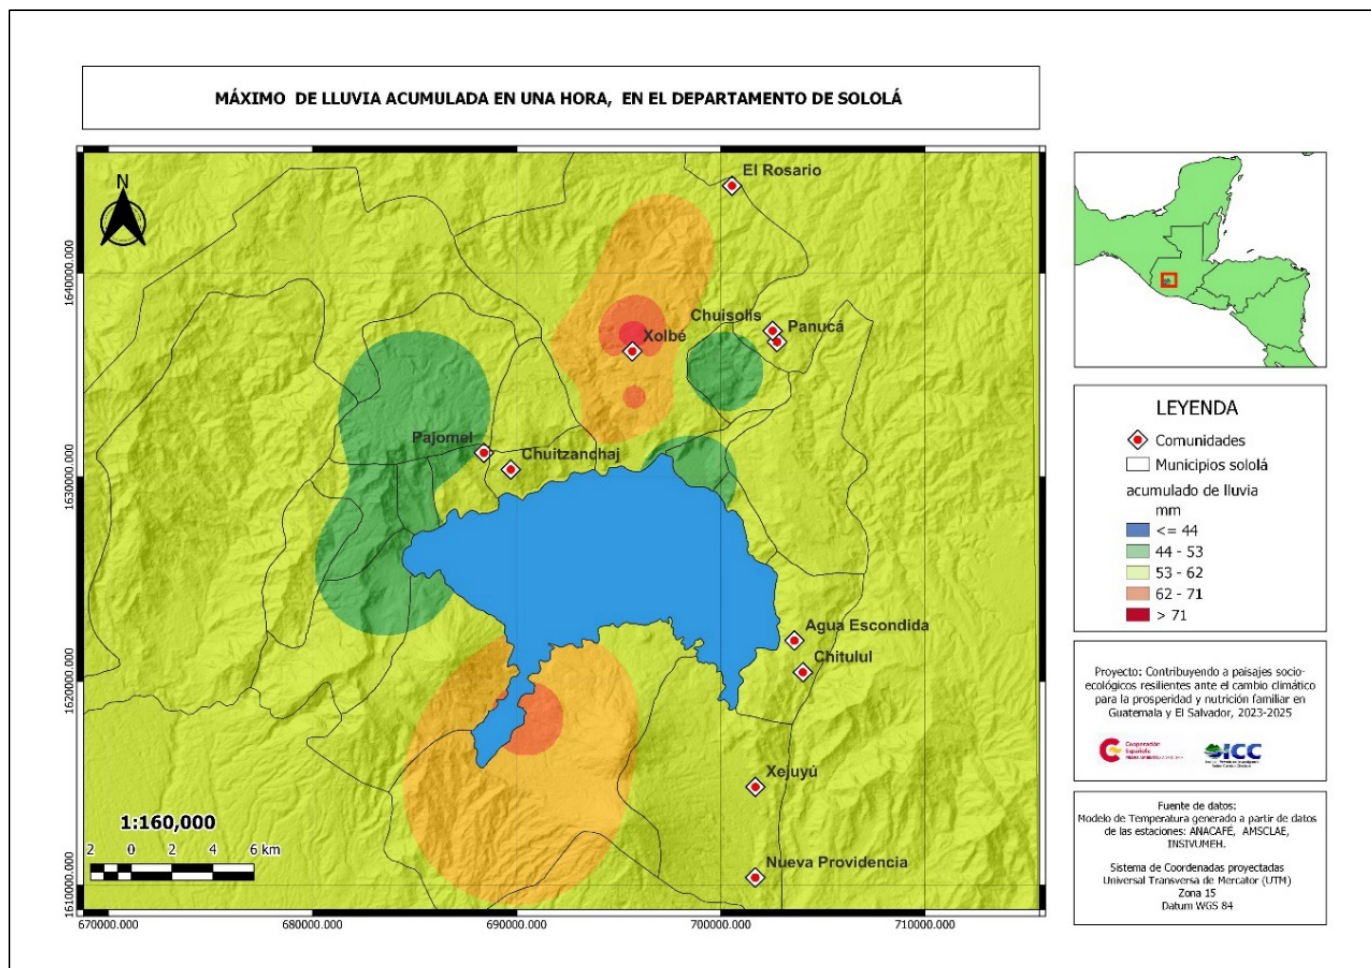 MÁXIMO DE LLUVIA ACUMULADA EN UNA HORA, EN EL DEPARTAMENTO DE SOLOLÁ
N
El Rosario
Chuisolis
Panucá
Xolbé
Pajomel
Chuitzanchaj
Agua Escondida
Chitulul
Xejuyú
Nueva Providencia
1:160,000
2 0 2 4 6 km
1640000.000
1630000.000
1620000.000
1610000.000
670000.000 680000.000 690000.000 700000.000 710000.000
LEYENDA
Comunidades
Municipios sololá
acumulado de lluvia
mm
<= 44
44 - 53
53 - 62
62 - 71
> 71
Proyecto: Contribuyendo a paisajes socio-
ecológicos resilientes ante el cambio climático
para la prosperidad y nutrición familiar en
Guatemala y El Salvador, 2023-2025
Cooperación
Española
ICC
Fuente de datos:
Modelo de Temperatura generado a partir de datos
de las estaciones: ANACAFÉ, AMSCLAE,
INSIVUMEH.
Sistema de Coordenadas proyectadas
Universal Transversa de Mercator (UTM)
Zona 15
Datum WGS 84